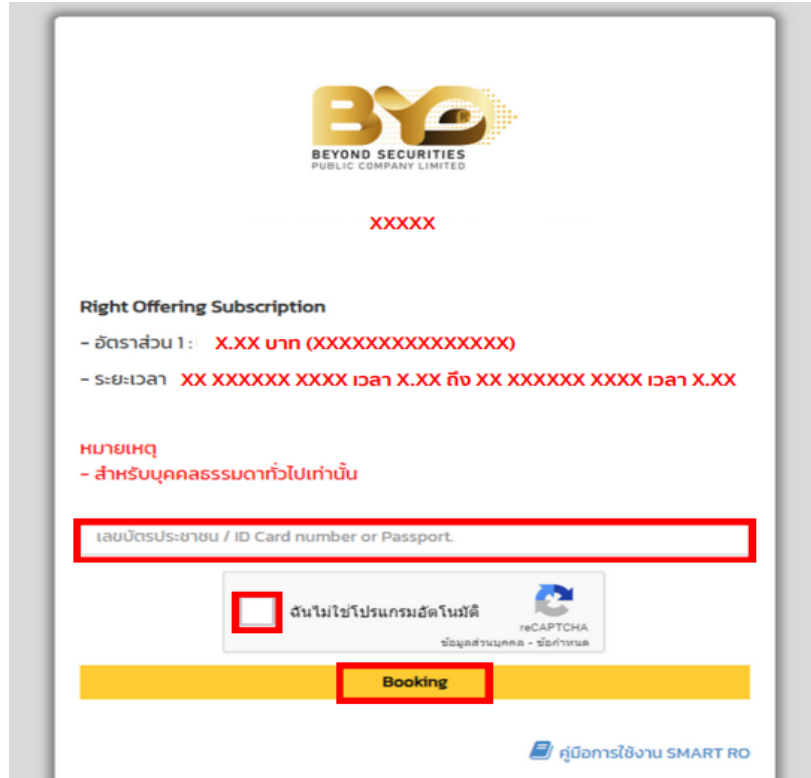 BYD
R
BEYOND SECURITIES
PUBLIC COMPANY LIMITED
XXXXX
Right Offering Subscription
- อัตราส่วน 1 : X.XX บาท (XXXXXXXXXXXXXXX)
- ระยะเวลา XX XXXXXX XXXX เวลา X.XX ถึง XX XXXXXX XXXX เวลา X.XX
หมายเหตุ
- สำหรับบุคคลธรรมดาทั่วไปเท่านั้น
เลขบัตรประชาชน / ID Card number or Passport.
ฉันไม่ใช่โปรแกรมอัตโนมัติ
reCAPTCHA
ข้อมูลส่วนบุคคล - ข้อกำหนด
Booking
คู่มือการใช้งาน SMART RO